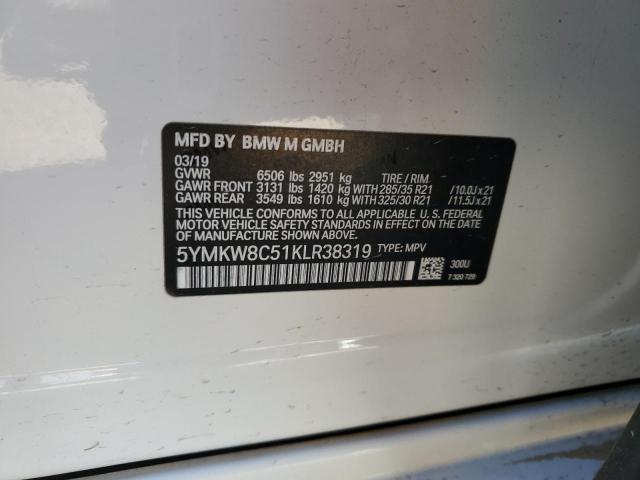 MFD BY BMW M GMBH
03/19
GVWR 6506 lbs 2951 kg TIRE / RIM
GAWR FRONT 3131 lbs 1420 kg WITH 285/35 R21 /10.0J x 21
GAWR REAR 3549 lbs 1610 kg WITH 325/30 R21 /11.5J x 21
THIS VEHICLE CONFORMS TO ALL APPLICABLE U. S. FEDERAL
MOTOR VEHICLE SAFETY STANDARDS IN EFFECT ON THE DATE
OF MANUFACTURE SHOWN ABOVE.
5YMKW8C51KLR38319 TYPE: MPV
300U
7 320 729